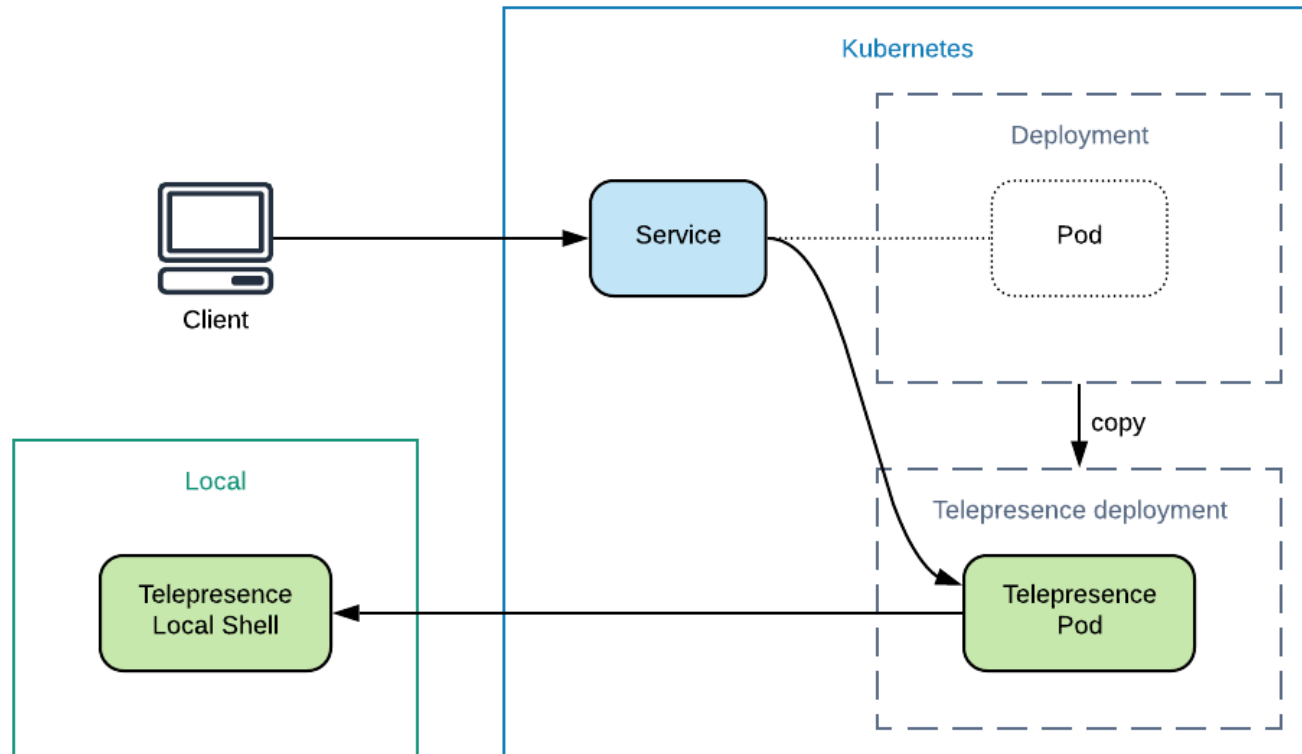 Kubernetes
Deployment
Service
Pod
Client
copy
Local
Telepresence deployment
Telepresence
Local Shell
Telepresence
Pod